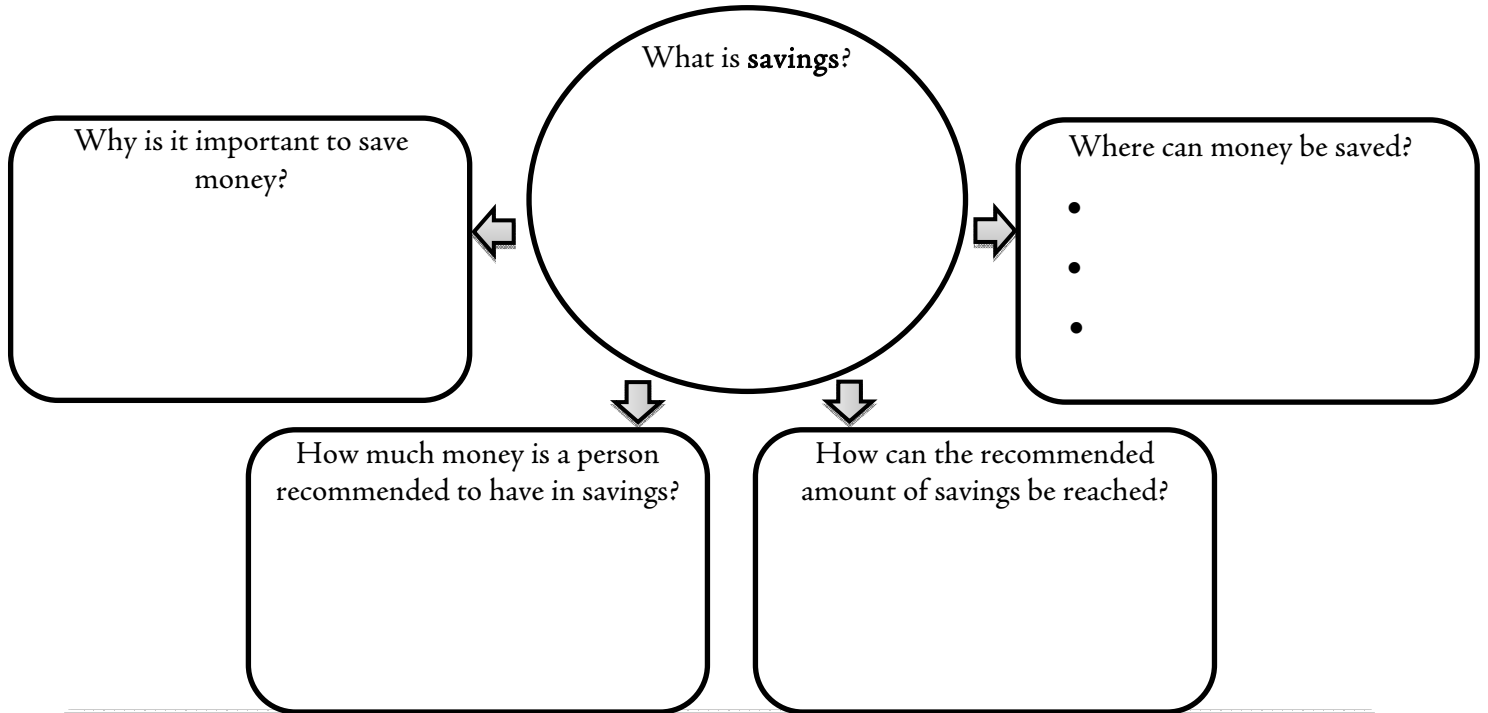 What is savings?
Why is it important to save
money?
Where can money be saved?
•
•
•
How much money is a person
recommended to have in savings?
How can the recommended
amount of savings be reached?